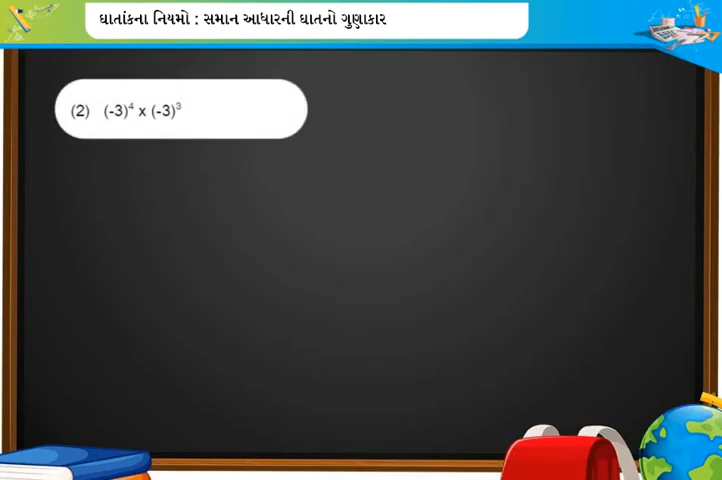 ઘાતાંકના નિયમો : સમાન આધારની ઘાતનો ગુણાકાર
(2) (-3)⁴ x (-3)³